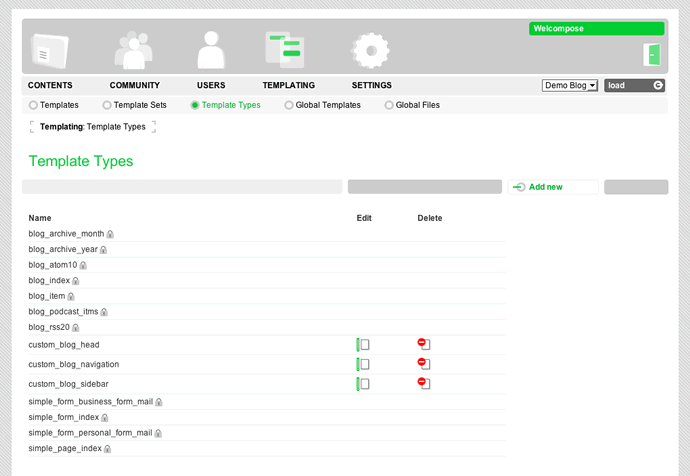 Welcompose
CONTENTS COMMUNITY USERS TEMPLATING SETTINGS Demo Blog load
Templates Template Sets Template Types Global Templates Global Files
Templating: Template Types
Template Types
Add new
Name Edit Delete
blog_archive_month
blog_archive_year
blog_atom10
blog_index
blog_item
blog_podcast_itms
blog_rss20
custom_blog_head
custom_blog_navigation
custom_blog_sidebar
simple_form_business_form_mail
simple_form_index
simple_form_personal_form_mail
simple_page_index